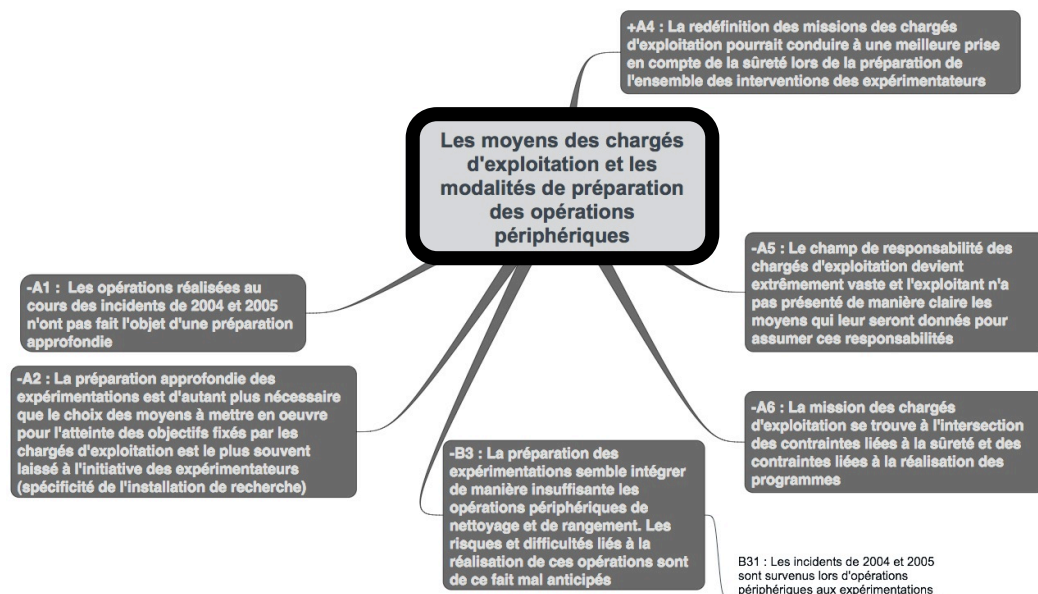 +A4 : La redéfinition des missions des chargés
d'exploitation pourrait conduire à une meilleure prise
en compte de la sûreté lors de la préparation de
l'ensemble des interventions des expérimentateurs
Les moyens des chargés
d'exploitation et les
modalités de préparation
des opérations
périphériques
-A5 : Le champ de responsabilité des
chargés d'exploitation devient
extrêmement vaste et l'exploitant n'a
pas présenté de manière claire les
moyens qui leur seront donnés pour
assumer ces responsabilités
-A1 : Les opérations réalisées au
cours des incidents de 2004 et 2005
n'ont pas fait l'objet d'une préparation
approfondie
-A2 : La préparation approfondie des
expérimentations est d'autant plus nécessaire
que le choix des moyens à mettre en oeuvre
pour l'atteinte des objectifs fixés par les
chargés d'exploitation est le plus souvent
laissé à l'initiative des expérimentateurs
(spécificité de l'installation de recherche)
-A6 : La mission des chargés
d'exploitation se trouve à l'intersection
des contraintes liées à la sûreté et des
contraintes liées à la réalisation des
programmes
-B3 : La préparation des
expérimentations semble intégrer
de manière insuffisante les
opérations périphériques de
nettoyage et de rangement. Les
risques et difficultés liés à la
réalisation de ces opérations sont
de ce fait mal anticipés
B31 : Les incidents de 2004 et 2005
sont survenus lors d'opérations
périphériques aux expérimentations